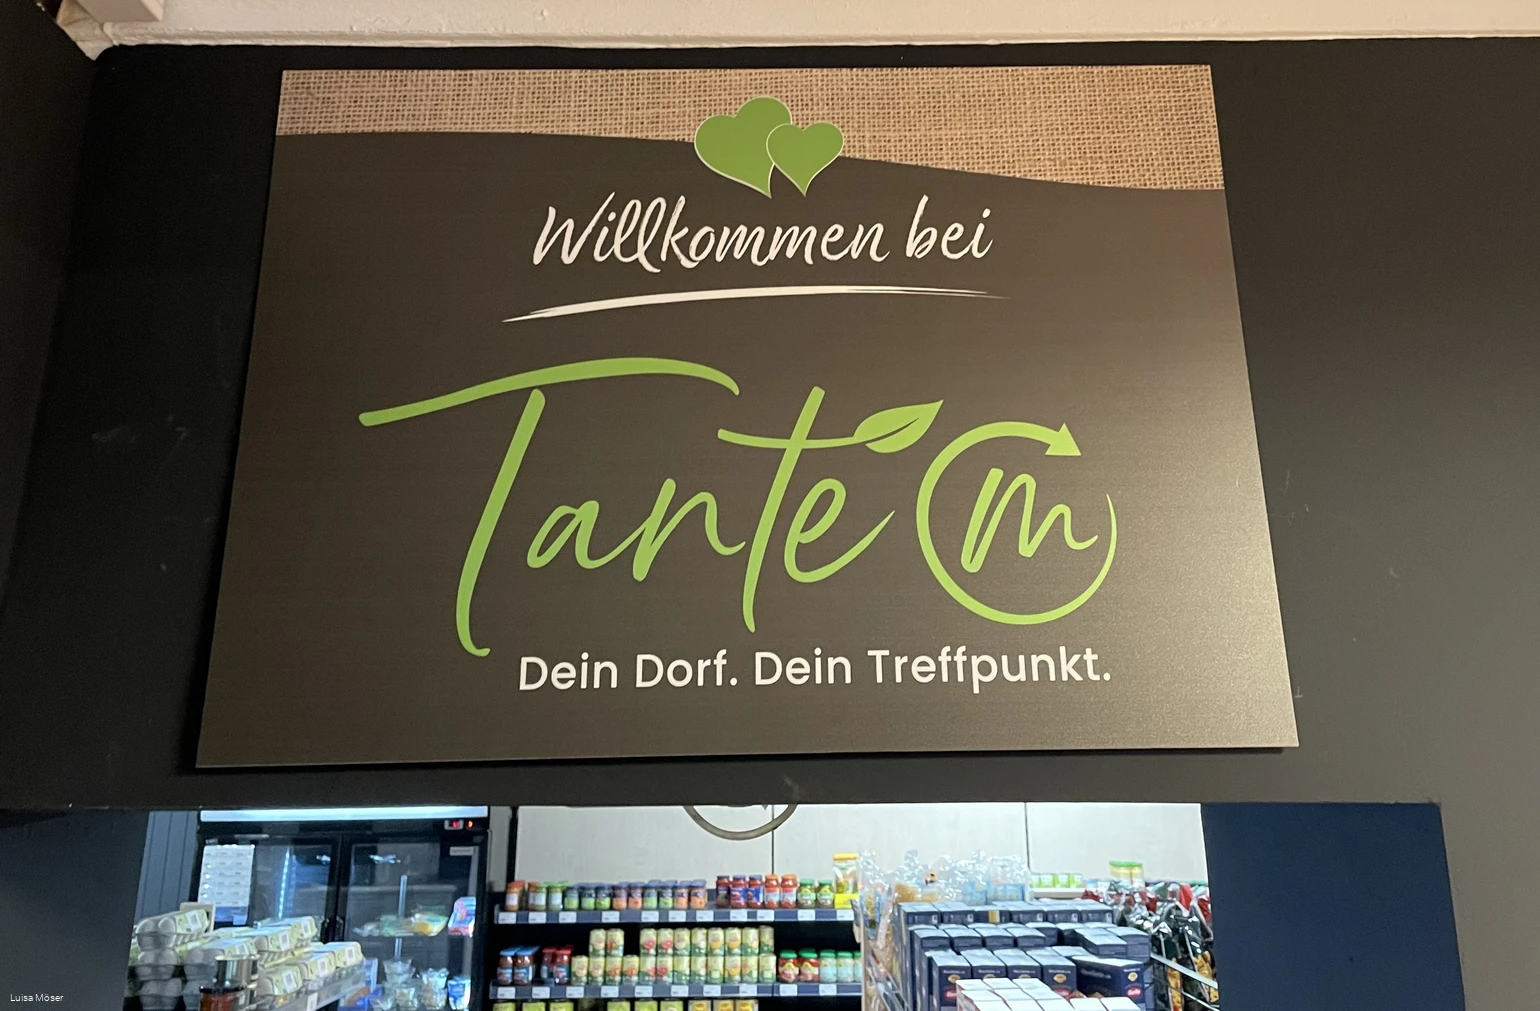 Willkommen bei
Tante m
Dein Dorf. Dein Treffpunkt.
Luisa Möser